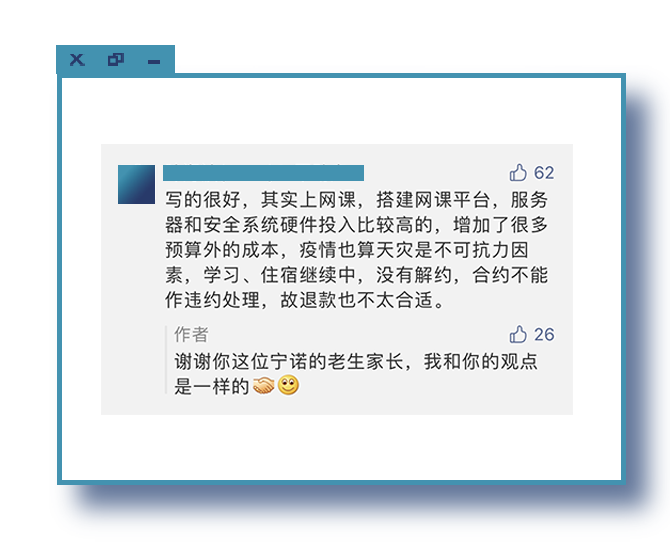 62
写的很好，其实上网课，搭建网课平台，服务
器和安全系统硬件投入比较高的，增加了很多
预算外的成本，疫情也算天灾是不可抗力因
素，学习、住宿继续中，没有解约，合约不能
作违约处理，故退款也不太合适。
作者
26
谢谢你这位宁诺的老生家长，我和你的观点
是一样的🤝🙂